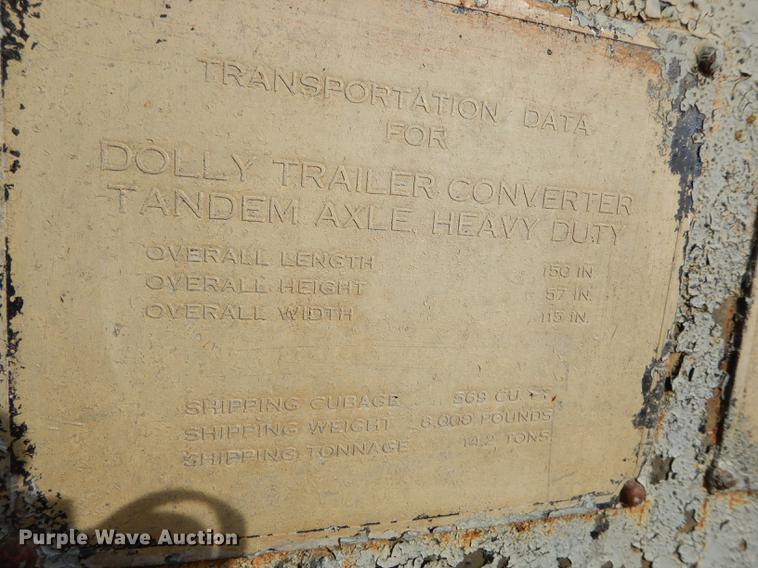 TRANSPORTATION DATA
FOR
DOLLY TRAILER CONVERTER
TANDEM AXLE, HEAVY DUTY
OVERALL LENGTH 150 IN.
OVERALL HEIGHT 57 IN.
OVERALL WIDTH 115 IN.
SHIPPING CUBAGE 569 CU. FT.
SHIPPING WEIGHT 6,000 POUNDS
SHIPPING TONNAGE 14.2 TONS
Purple Wave Auction